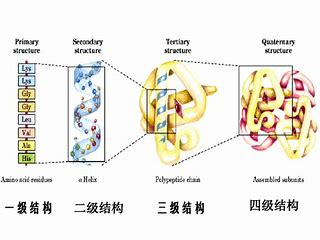 Primary
structure
Secondary
structure
Tertiary
structure
Quaternary
structure
Lys
Lys
Gly
Gly
Leu
Val
Ala
His
Amino acid residues
α Helix
Polypeptide chain
Assembled subunits
一级结构
二级结构
三级结构
四级结构